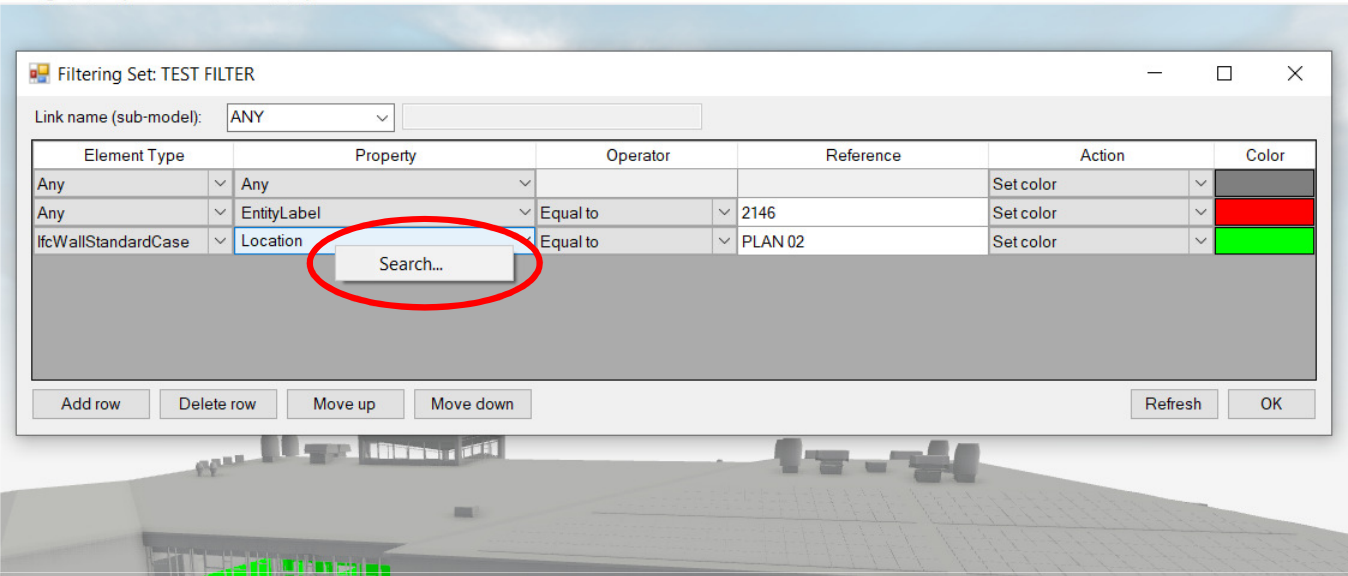 Filtering Set: TEST FILTER
Link name (sub-model): ANY
Element Type Property Operator Reference Action Color
Any Any Set color
Any EntityLabel Equal to 2146 Set color
IfcWallStandardCase Location Equal to PLAN 02 Set color
Search...
Add row Delete row Move up Move down Refresh OK